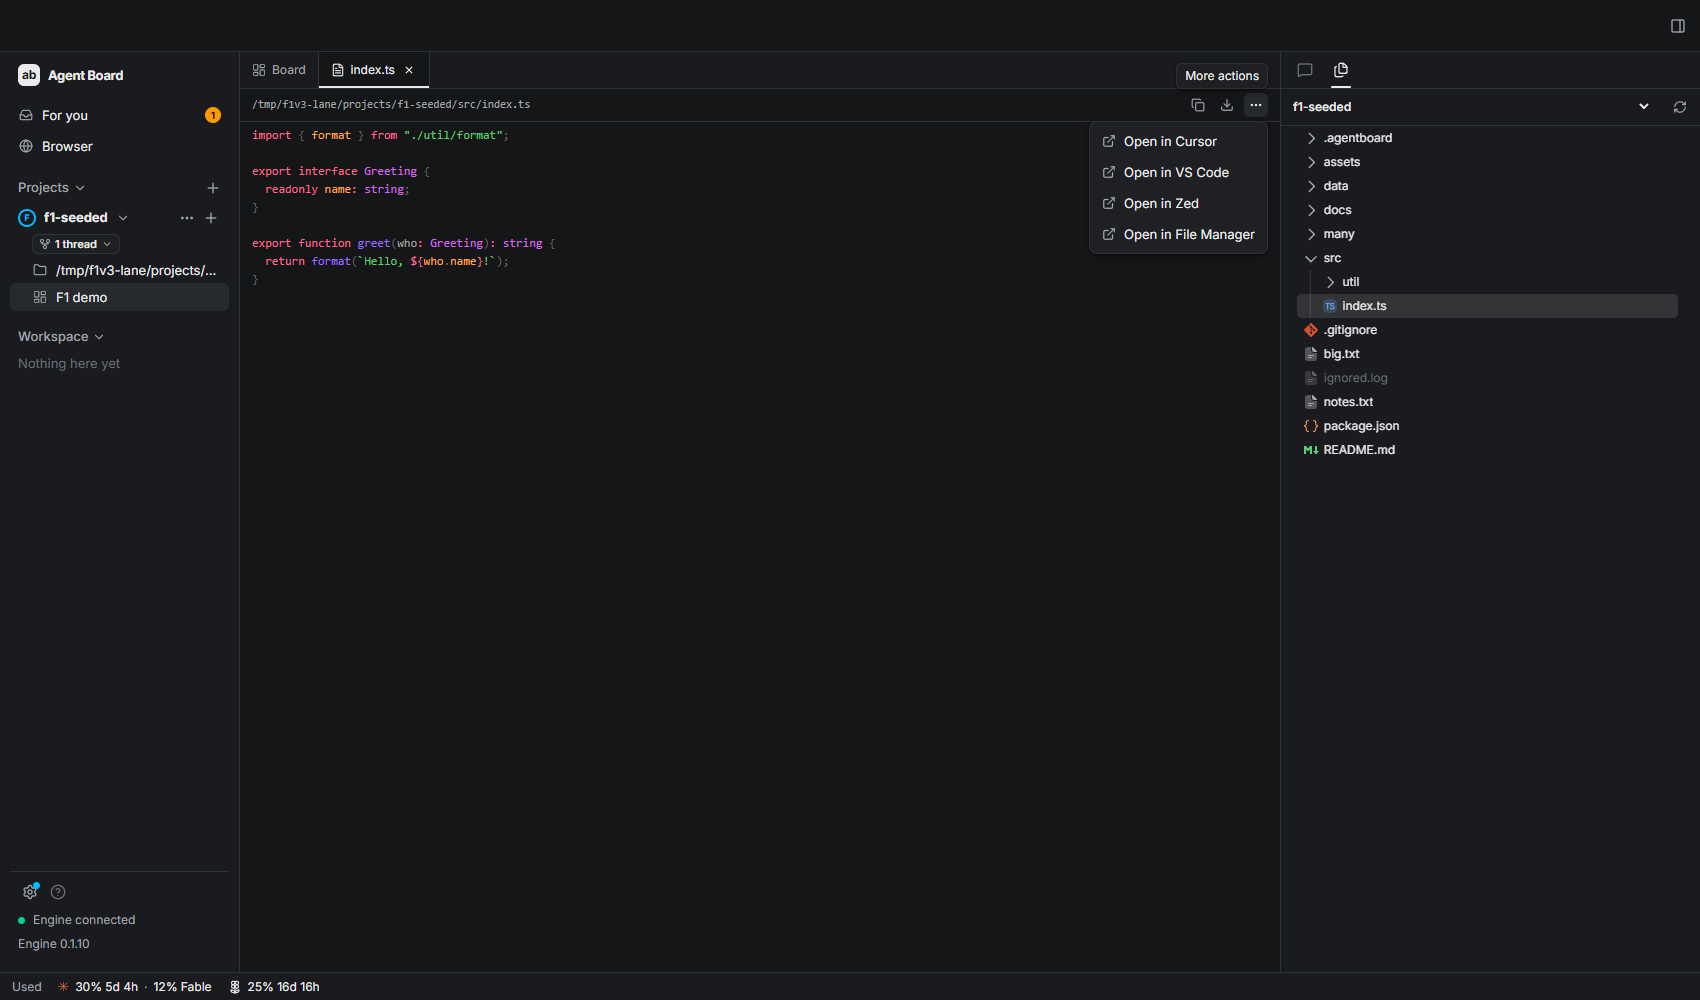 ab Agent Board
For you 1
Browser
Projects
F f1-seeded
1 thread
/tmp/f1v3-lane/projects/...
F1 demo
Workspace
Nothing here yet
Engine connected
Engine 0.1.10
Board
index.ts
More actions
/tmp/f1v3-lane/projects/f1-seeded/src/index.ts
import { format } from "./util/format";
export interface Greeting {
readonly name: string;
}
export function greet(who: Greeting): string {
return format(`Hello, ${who.name}!`);
}
Open in Cursor
Open in VS Code
Open in Zed
Open in File Manager
f1-seeded
.agentboard
assets
data
docs
many
src
util
TS index.ts
.gitignore
big.txt
ignored.log
notes.txt
{} package.json
M↓ README.md
Used 30% 5d 4h · 12% Fable 25% 16d 16h